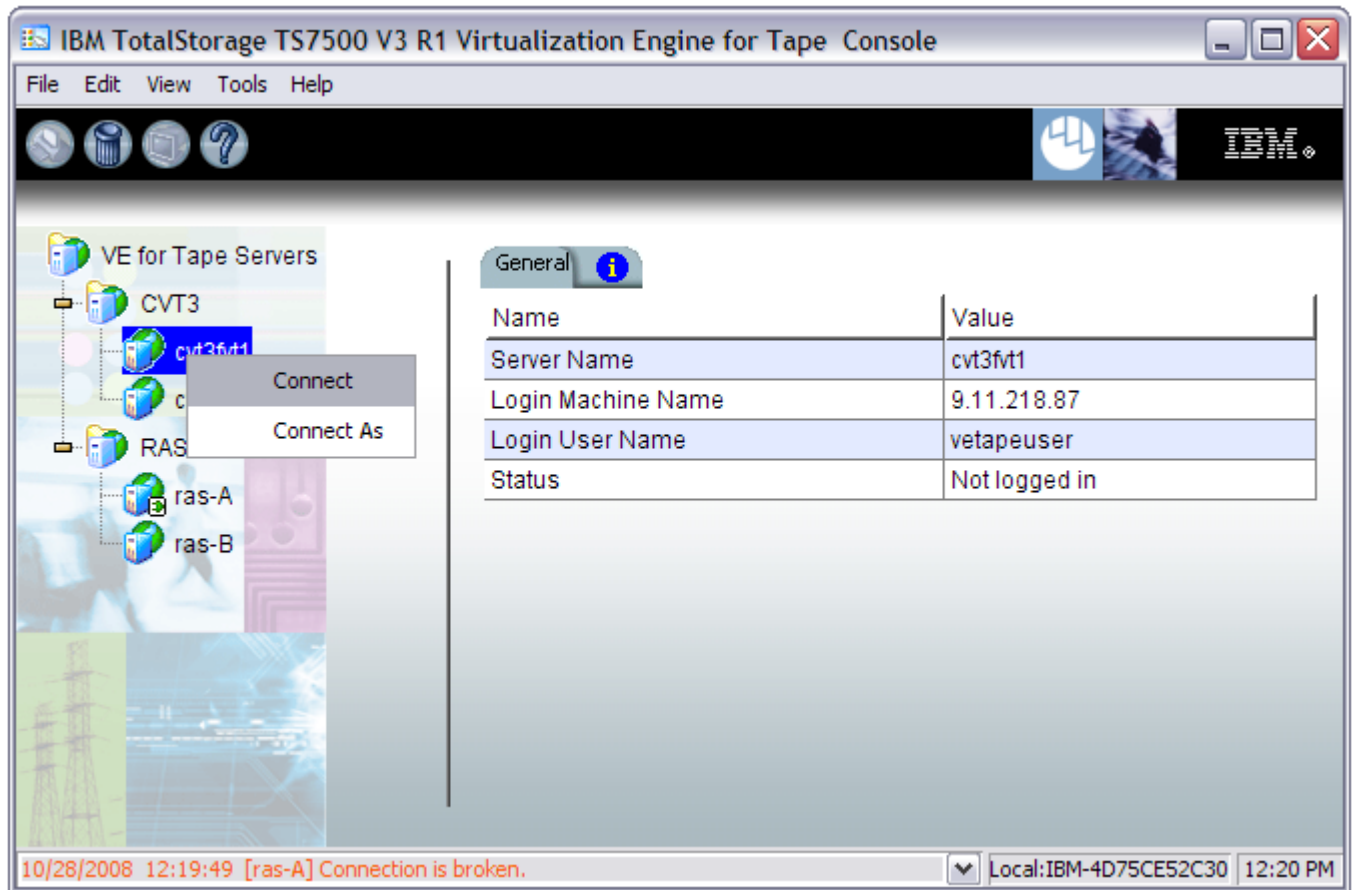 IBM TotalStorage TS7500 V3 R1 Virtualization Engine for Tape Console
File Edit View Tools Help
IBM
VE for Tape Servers
CVT3
cvt3fvt1
Connect
c
Connect As
RAS
ras-A
ras-B
General
Name Value
Server Name cvt3fvt1
Login Machine Name 9.11.218.87
Login User Name vetapeuser
Status Not logged in
10/28/2008 12:19:49 [ras-A] Connection is broken.
Local:IBM-4D75CE52C30 12:20 PM